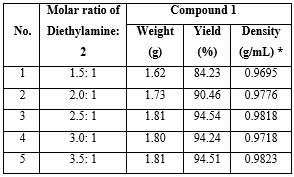 No. Molar ratio of Diethylamine: 2 Compound 1
Weight (g) Yield (%) Density (g/mL) *
1 1.5: 1 1.62 84.23 0.9695
2 2.0: 1 1.73 90.46 0.9776
3 2.5: 1 1.81 94.54 0.9818
4 3.0: 1 1.80 94.24 0.9718
5 3.5: 1 1.81 94.51 0.9823